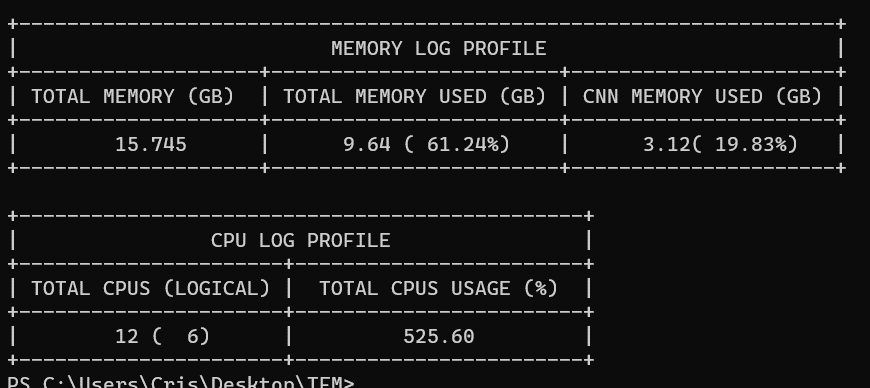 MEMORY LOG PROFILE
TOTAL MEMORY (GB) | TOTAL MEMORY USED (GB) | CNN MEMORY USED (GB)
15.745 | 9.64 ( 61.24%) | 3.12( 19.83%)
CPU LOG PROFILE
TOTAL CPUS (LOGICAL) | TOTAL CPUS USAGE (%)
12 (  6) | 525.60
PS C:\Users\Cris\Desktop\TFM>